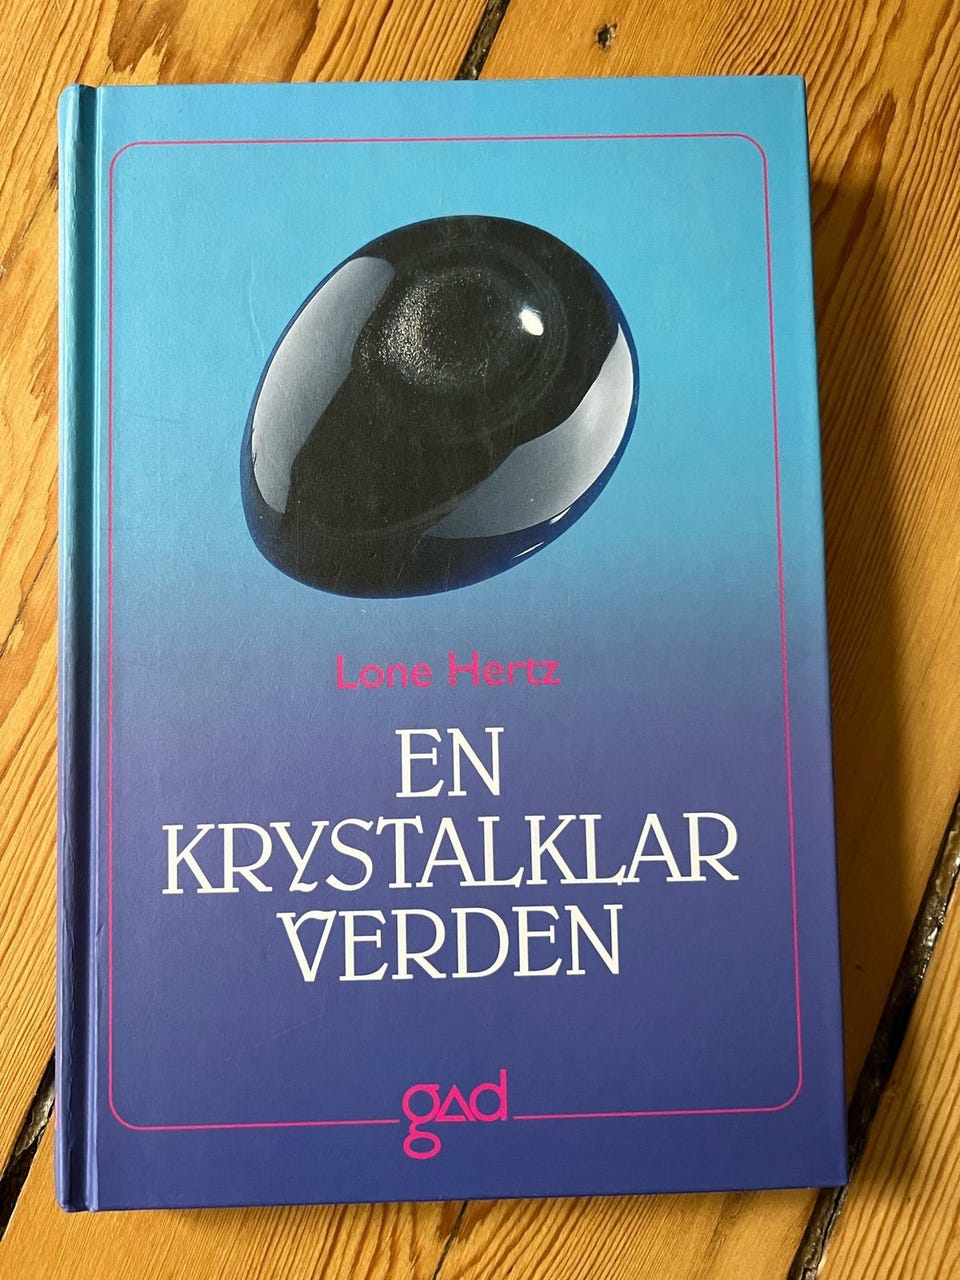 Lone Hertz
EN
KRYSTALKLAR
VERDEN
gad